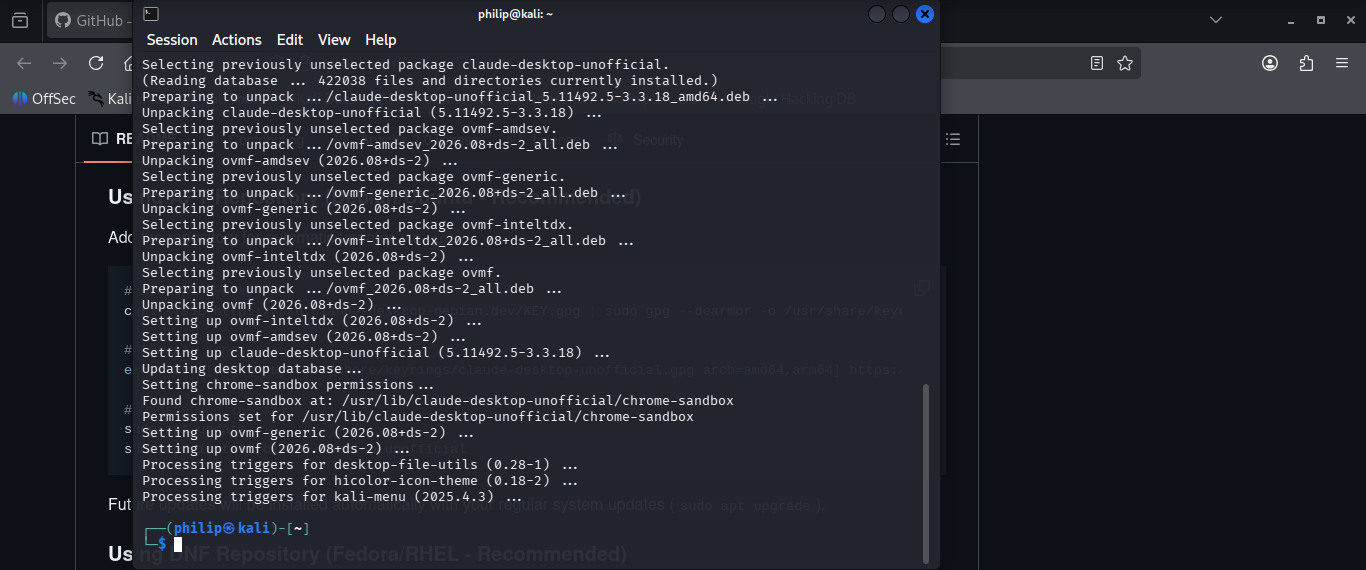 GitHub -
philip@kali: ~
Session Actions Edit View Help
OffSec
Kali
Hacking DB
Selecting previously unselected package claude-desktop-unofficial.
(Reading database ... 422038 files and directories currently installed.)
Preparing to unpack .../claude-desktop-unofficial_5.11492.5-3.3.18_amd64.deb ...
Unpacking claude-desktop-unofficial (5.11492.5-3.3.18) ...
Selecting previously unselected package ovmf-amdsev.
Preparing to unpack .../ovmf-amdsev_2026.08+ds-2_all.deb ...
Unpacking ovmf-amdsev (2026.08+ds-2) ...
Selecting previously unselected package ovmf-generic.
Preparing to unpack .../ovmf-generic_2026.08+ds-2_all.deb ...
Unpacking ovmf-generic (2026.08+ds-2) ...
Selecting previously unselected package ovmf-inteltdx.
Preparing to unpack .../ovmf-inteltdx_2026.08+ds-2_all.deb ...
Unpacking ovmf-inteltdx (2026.08+ds-2) ...
Selecting previously unselected package ovmf.
Preparing to unpack .../ovmf_2026.08+ds-2_all.deb ...
Unpacking ovmf (2026.08+ds-2) ...
Setting up ovmf-inteltdx (2026.08+ds-2) ...
Setting up ovmf-amdsev (2026.08+ds-2) ...
Setting up claude-desktop-unofficial (5.11492.5-3.3.18) ...
Updating desktop database...
Setting chrome-sandbox permissions...
Found chrome-sandbox at: /usr/lib/claude-desktop-unofficial/chrome-sandbox
Permissions set for /usr/lib/claude-desktop-unofficial/chrome-sandbox
Setting up ovmf-generic (2026.08+ds-2) ...
Setting up ovmf (2026.08+ds-2) ...
Processing triggers for desktop-file-utils (0.28-1) ...
Processing triggers for hicolor-icon-theme (0.18-2) ...
Processing triggers for kali-menu (2025.4.3) ...
┌──(philip㉿kali)-[~]
└─$
RE
Security
Recommended)
Future updates will be installed automatically with your regular system updates (sudo apt upgrade).
Using DNF Repository (Fedora/RHEL - Recommended)